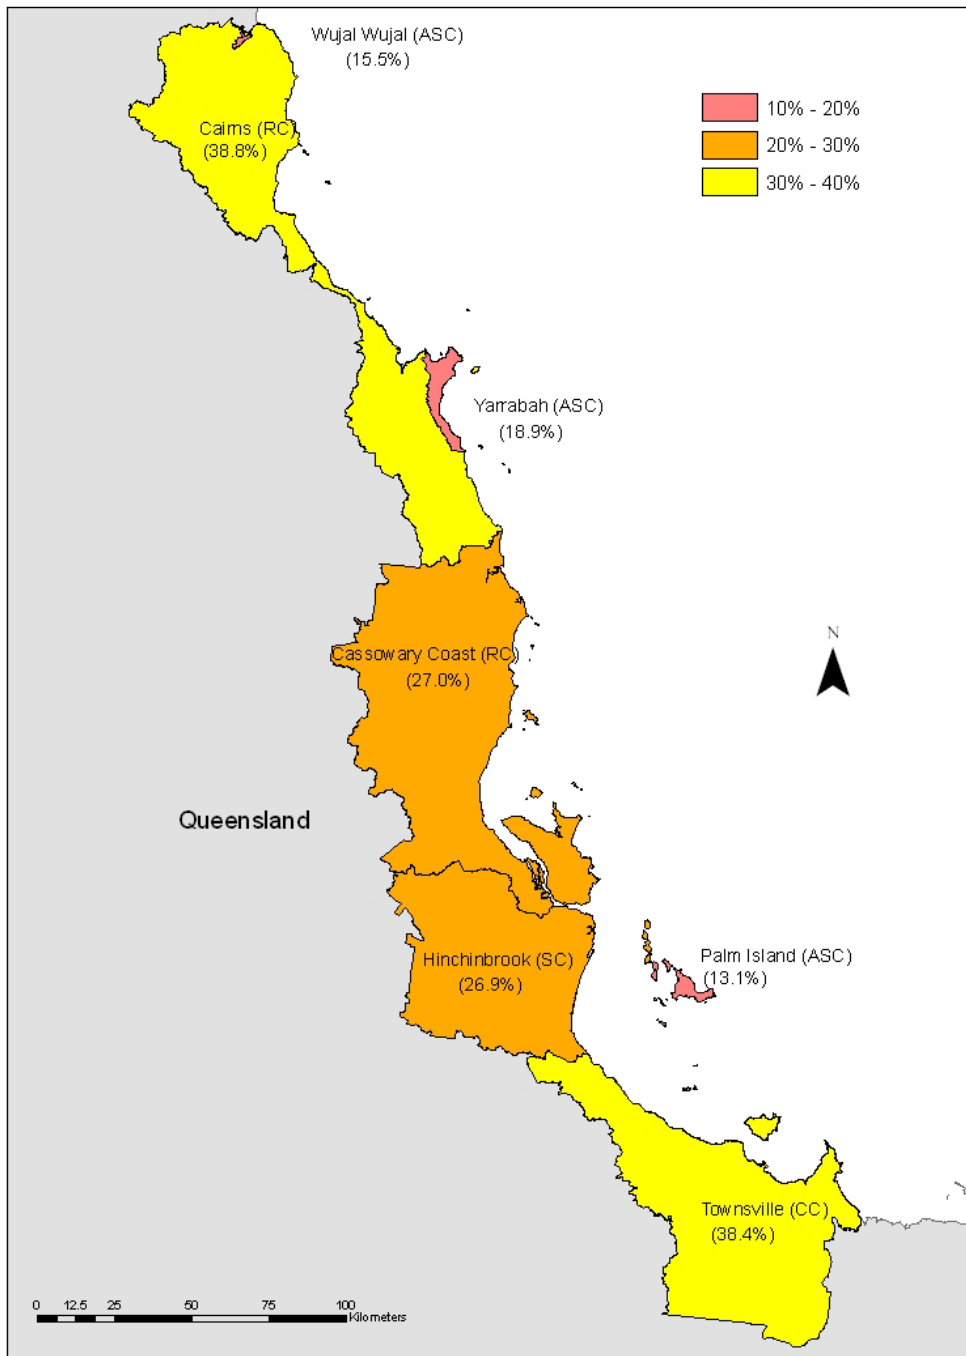 Wujal Wujal (ASC)
(15.5%)
10% - 20%
Cairns (RC)
(38.8%)
20% - 30%
30% - 40%
Yarrabah (ASC)
(18.9%)
N
Cassowary Coast (RC)
(27.0%)
Queensland
Hinchinbrook (SC)
(26.9%)
Palm Island (ASC)
(13.1%)
Townsville (CC)
(38.4%)
0 12.5 25 50 75 100
Kilometers